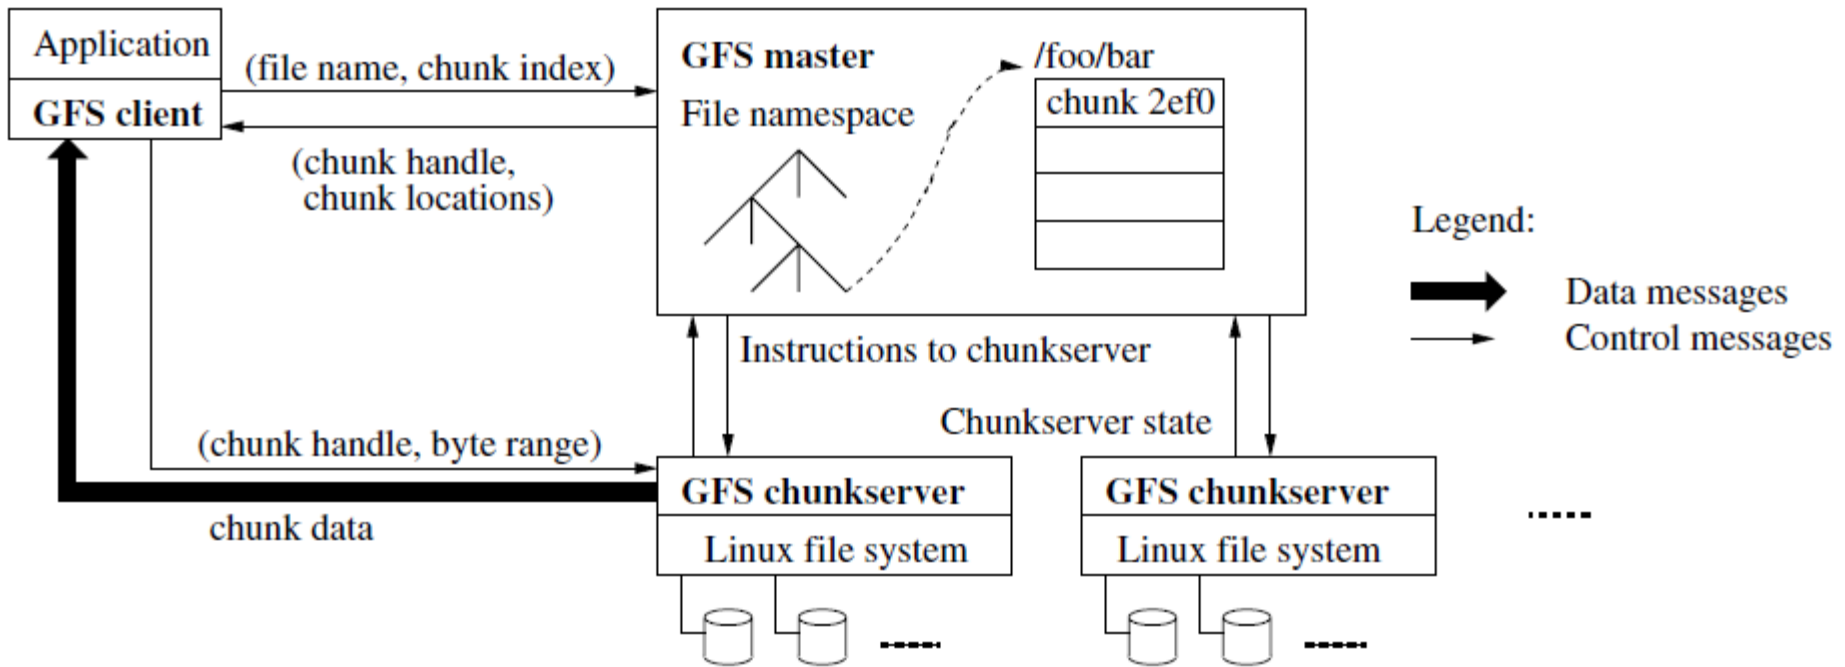 Application
GFS client
(file name, chunk index)
(chunk handle,
chunk locations)
GFS master
File namespace
/foo/bar
chunk 2ef0
Legend:
Data messages
Control messages
Instructions to chunkserver
Chunkserver state
(chunk handle, byte range)
chunk data
GFS chunkserver
Linux file system
GFS chunkserver
Linux file system